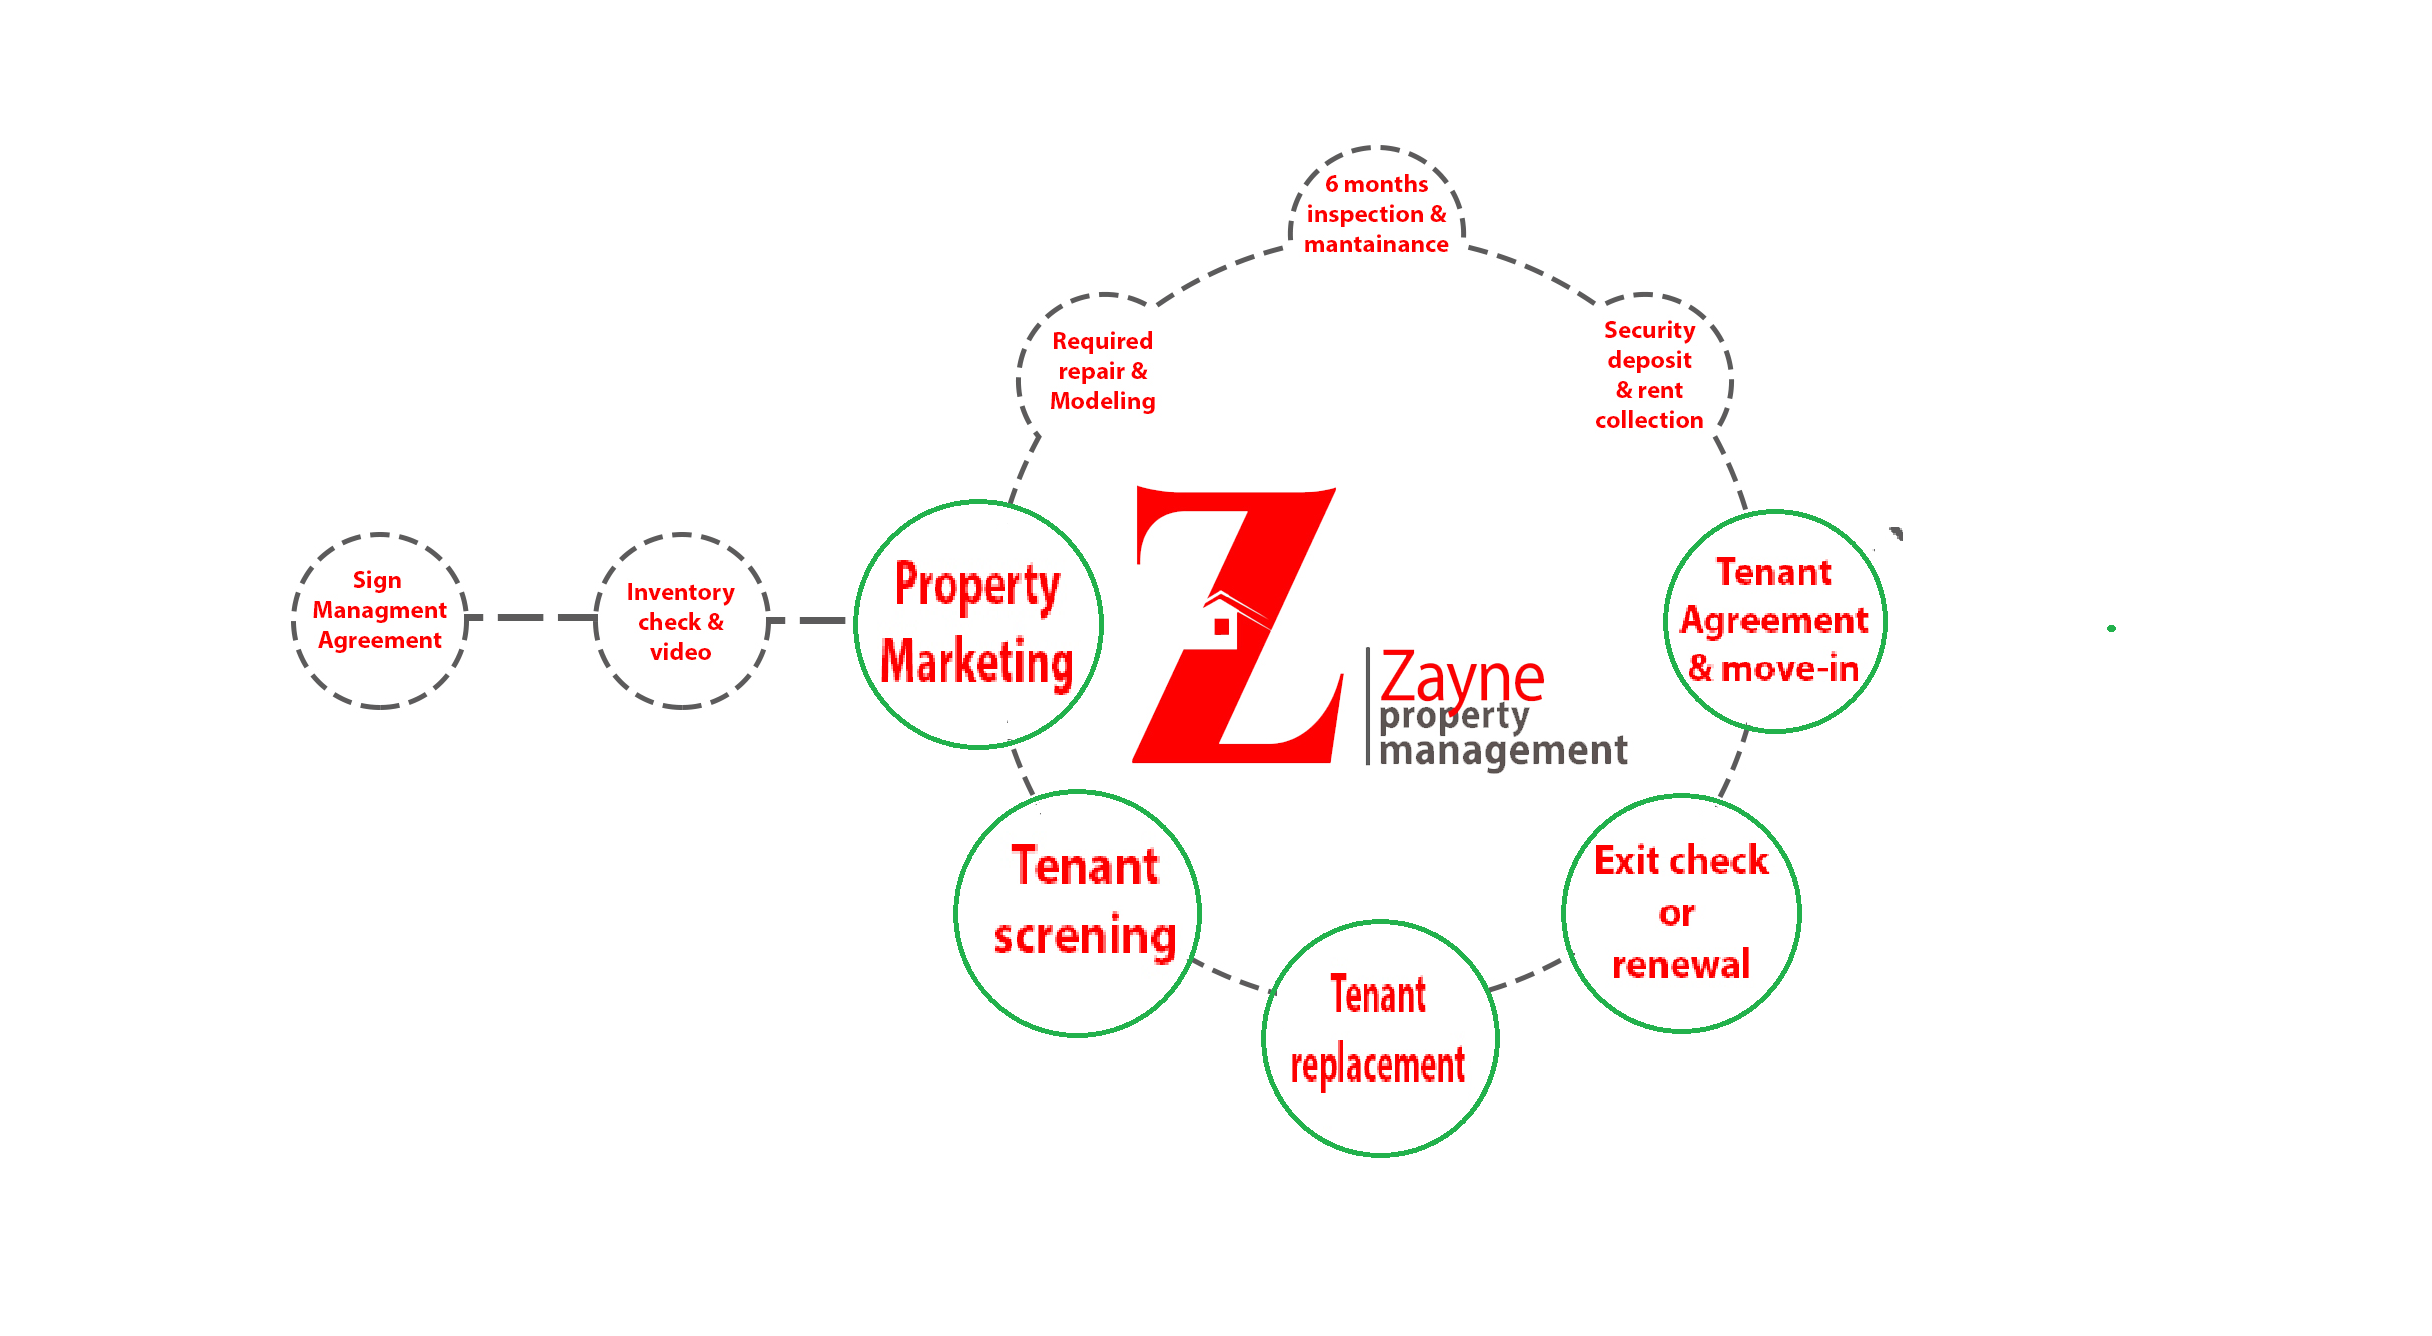 6 months
inspection &
mantainance
Required
repair &
Modeling
Security
deposit
& rent
collection
Sign
Managment
Agreement
Inventory
check &
video
Property
Marketing
Zayne
property
management
Tenant
Agreement
& move-in
Tenant
screning
Exit check
or
renewal
Tenant
replacement